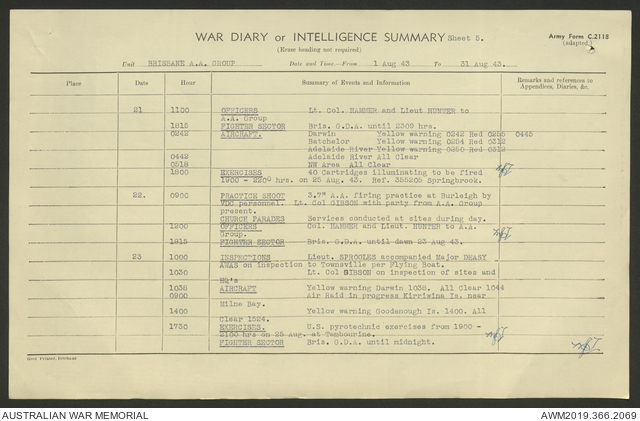 WAR DIARY or INTELLIGENCE SUMMARY Sheet 5.
Army Form C.2118
(adapted.)
(Erase heading not required)
Unit BRISBANE A.A. GROUP Date and Time—From 1 Aug 43 To 31 Aug 43.
Place Date Hour Summary of Events and Information Remarks and references to
Appendices, Diaries, &c.
21 1100 OFFICERS Lt. Col. HAMMER and Lieut HUNTER to
A.A. Group
1815 FIGHTER SECTOR Bris. G.D.A. until 2309 hrs.
0242 AIRCRAFT. Darwin Yellow warning 0242 Red 0255 0445
Batchelor Yellow warning 0254 Red 0312
Adelaide River Yellow warning 0250 Red 0312
0442 Adelaide River All Clear
0518 NW Area All Clear
1800 EXERCISES 40 Cartridges illuminating to be fired
1900 - 2200 hrs. on 25 Aug. 43. Ref. 355205 Springbrook.
22. 0900 PRACTICE SHOOT 3.7" A.A. firing practice at Burleigh by
VDC personnel. Lt. Col GIBSON with party from A.A. Group
present.
CHURCH PARADES Services conducted at sites during day.
1200 OFFICERS Col. HAMMER and Lieut. HUNTER to A.A.
Group.
1815 FIGHTER SECTOR Bris. G.D.A. until dawn 23 Aug 43.
23 1000 INSPECTIONS Lieut. SPROULES accompanied Major DEASY
AWAS on inspection to Townsville per Flying Boat.
1030 Lt. Col GIBSON on inspection of sites and
HQ's
1038 AIRCRAFT Yellow warning Darwin 1038. All Clear 1044
0900 Air Raid in progress Kirriwina Is. near
Milne Bay.
1400 Yellow warning Goodenough Is. 1400. All
Clear 1524.
1730 EXERCISES. U.S. pyrotechnic exercises from 1900 -
2100 hrs on 25 Aug. at Tambourine.
FIGHTER SECTOR Bris. G.D.A. until midnight.
Govt Printer, Brisbane
AUSTRALIAN WAR MEMORIAL AWM2019.366.2069